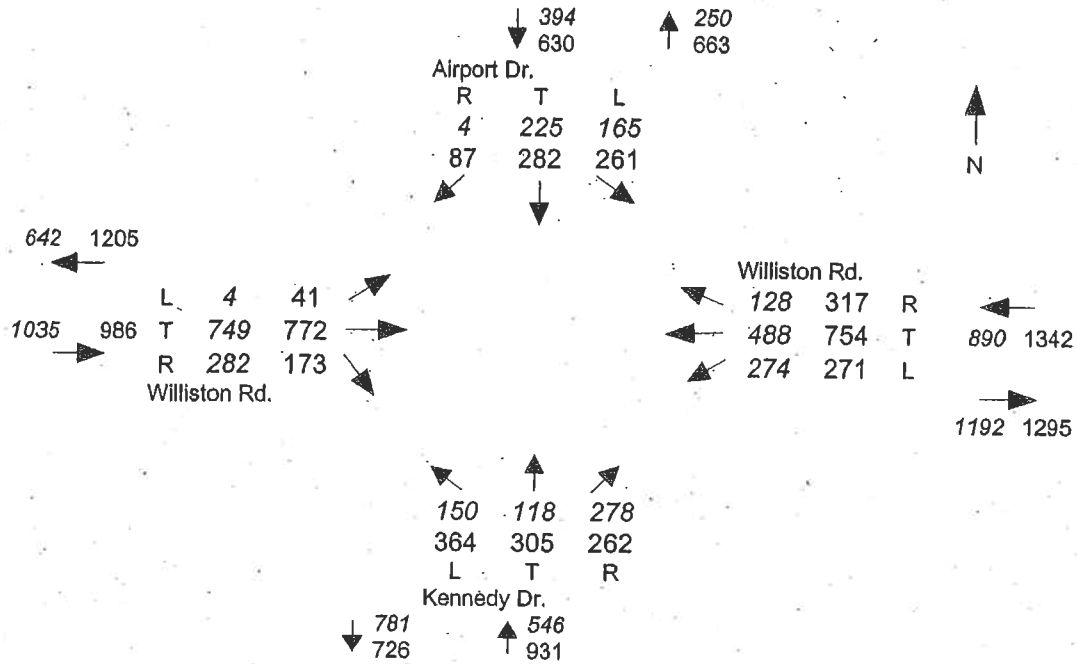 394 250
630 663
Airport Dr.
R T L
4 225 165
87 282 261
N
642 1205
Williston Rd.
L 4 41
128 317 R
1035 986 T 749 772
488 754 T 890 1342
R 282 173
274 271 L
Williston Rd.
1192 1295
150 118 278
364 305 262
L T R
Kennedy Dr.
781 546
726 931